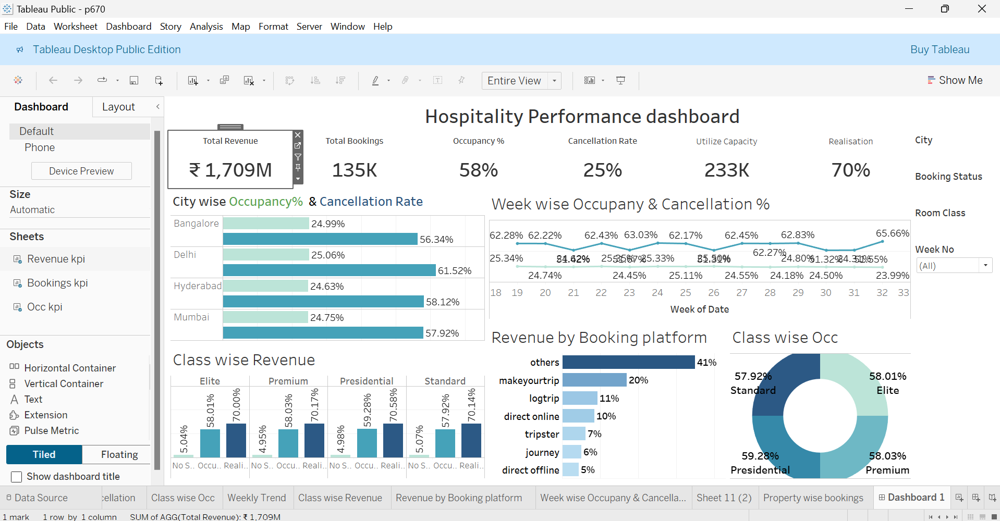 Tableau Public - p670
File Data Worksheet Dashboard Story Analysis Map Format Server Window Help
Tableau Desktop Public Edition
Buy Tableau
Entire View
Show Me
Dashboard
Layout
Default
Phone
Device Preview
Size
Automatic
Sheets
Revenue kpi
Bookings kpi
Occ kpi
Objects
Horizontal Container
Vertical Container
Text
Extension
Pulse Metric
Tiled
Floating
Show dashboard title
Hospitality Performance dashboard
Total Revenue
₹ 1,709M
Total Bookings
135K
Occupancy %
58%
Cancellation Rate
25%
Utilize Capacity
233K
Realisation
70%
City
Booking Status
Room Class
Week No
(All)
City wise Occupancy% & Cancellation Rate
Bangalore
24.99%
56.34%
Delhi
25.06%
61.52%
Hyderabad
24.63%
58.12%
Mumbai
24.75%
57.92%
Week wise Occupany & Cancellation %
62.28% 62.22% 62.43% 63.03% 62.17% 62.45% 62.83% 65.66%
62.27%
25.34% 25.33% 24.80% 51.32%
24.74% 24.45% 25.11% 24.55% 24.18% 24.50% 23.99%
18 19 20 21 22 23 24 25 26 27 28 29 30 31 32 33
Week of Date
Class wise Revenue
Elite Premium Presidential Standard
5.04% 58.01% 70.00% 4.95% 58.03% 70.17% 4.98% 59.28% 70.58% 5.07% 57.92% 70.14%
No S.. Occu.. Reali.. No S.. Occu.. Reali.. No S.. Occu.. Reali.. No S.. Occu.. Reali..
Revenue by Booking platform
others 41%
makeyourtrip 20%
logtrip 11%
direct online 10%
tripster 7%
journey 6%
direct offline 5%
Class wise Occ
57.92%
Standard
58.01%
Elite
59.28%
Presidential
58.03%
Premium
Data Source
cellation
Class wise Occ
Weekly Trend
Class wise Revenue
Revenue by Booking platform
Week wise Occupany & Cancella...
Sheet 11 (2)
Property wise bookings
Dashboard 1
1 mark 1 row by 1 column SUM of AGG(Total Revenue): ₹ 1,709M